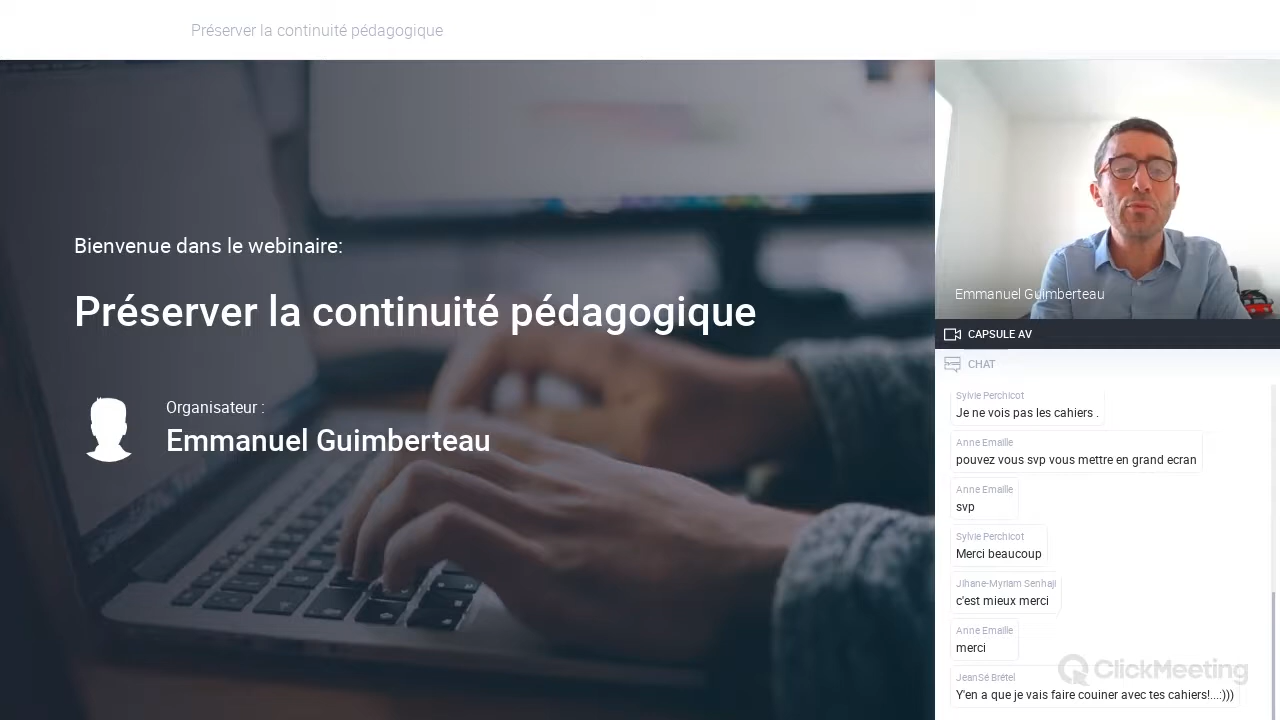 Préserver la continuité pédagogique
Bienvenue dans le webinaire:
Préserver la continuité pédagogique
Organisateur :
Emmanuel Guimberteau
Emmanuel Guimberteau
CAPSULE AV
CHAT
Sylvie Perchicot
Je ne vois pas les cahiers .
Anne Emaille
pouvez vous svp vous mettre en grand ecran
Anne Emaille
svp
Sylvie Perchicot
Merci beaucoup
Jihane-Myriam Senhaji
c'est mieux merci
Anne Emaille
merci
JeanSé Brétel
Y'en a que je vais faire couiner avec tes cahiers!...:)))
ClickMeeting